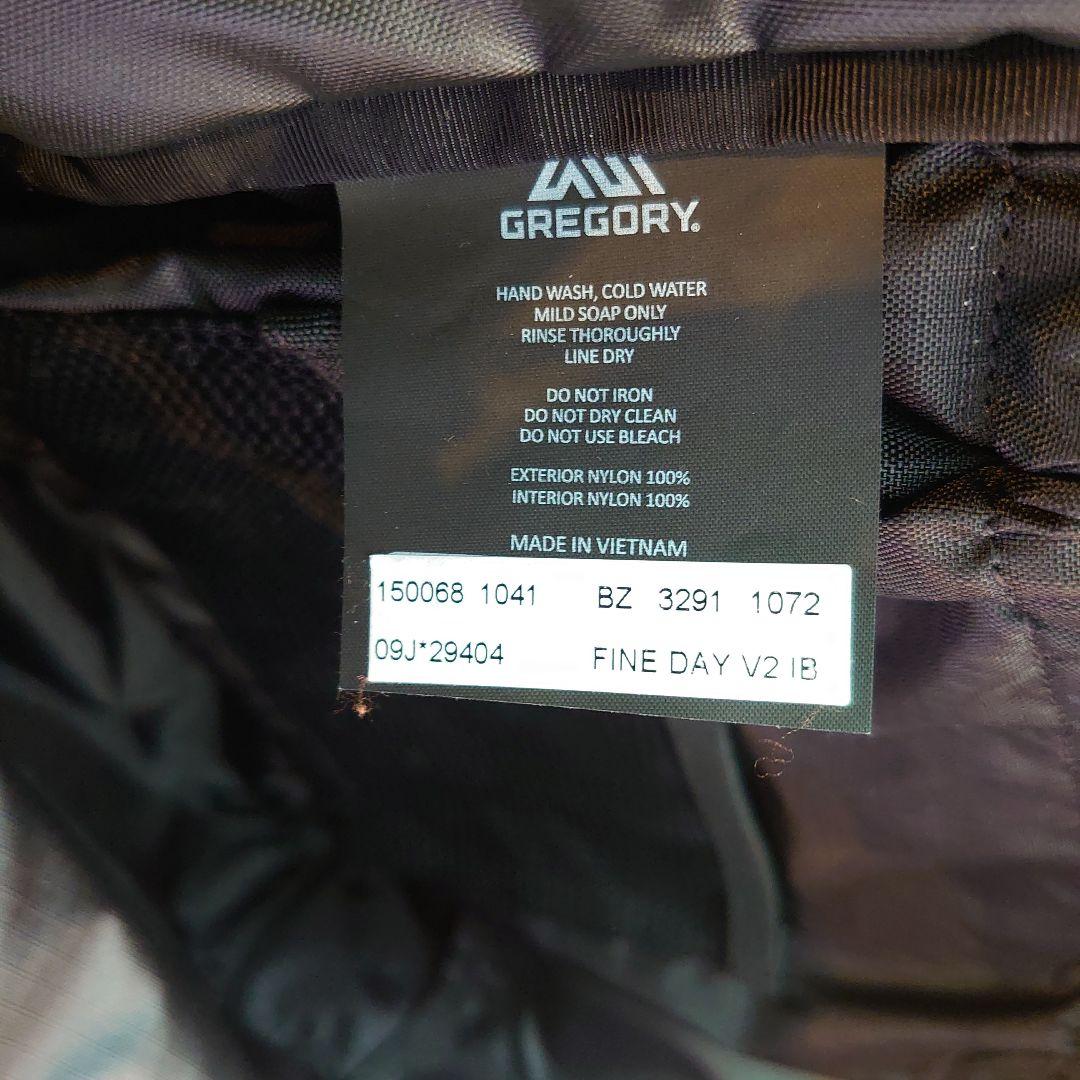 GREGORY®
HAND WASH, COLD WATER
MILD SOAP ONLY
RINSE THOROUGHLY
LINE DRY
DO NOT IRON
DO NOT DRY CLEAN
DO NOT USE BLEACH
EXTERIOR NYLON 100%
INTERIOR NYLON 100%
MADE IN VIETNAM
150068 1041 BZ 3291 1072
09J*29404 FINE DAY V2 IB